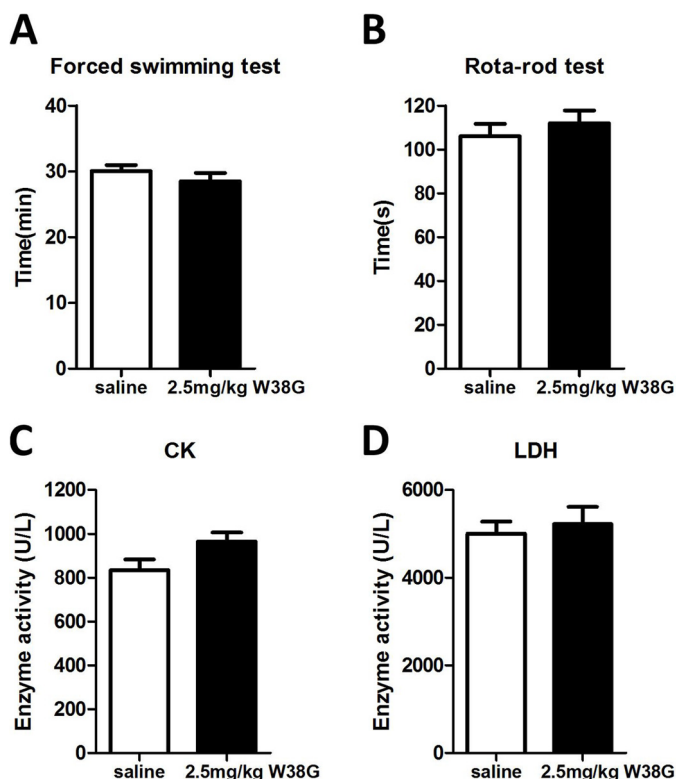 A
Forced swimming test
Time(min)
40
30
20
10
0
saline 2.5mg/kg W38G
B
Rota-rod test
Time(s)
120
100
80
60
40
20
0
saline 2.5mg/kg W38G
C
CK
Enzyme activity (U/L)
1200
1000
800
600
400
200
0
saline 2.5mg/kg W38G
D
LDH
Enzyme activity (U/L)
6000
4000
2000
0
saline 2.5mg/kg W38G